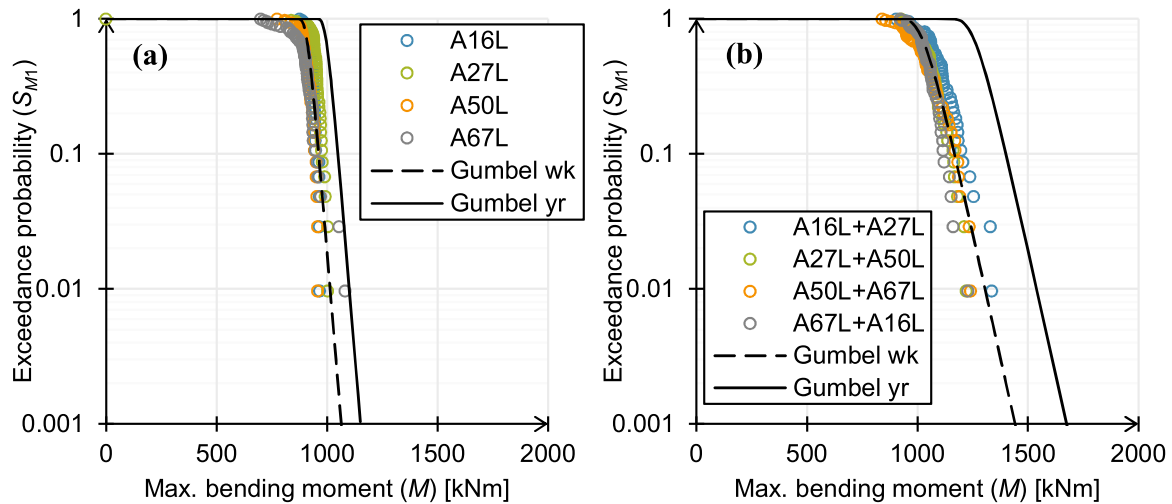 (a)
Exceedance probability (S_M1)
1
0.1
0.01
0.001
0
500
1000
1500
2000
Max. bending moment (M) [kNm]
A16L
A27L
A50L
A67L
Gumbel wk
Gumbel yr
(b)
Exceedance probability (S_M1)
1
0.1
0.01
0.001
0
500
1000
1500
2000
Max. bending moment (M) [kNm]
A16L+A27L
A27L+A50L
A50L+A67L
A67L+A16L
Gumbel wk
Gumbel yr